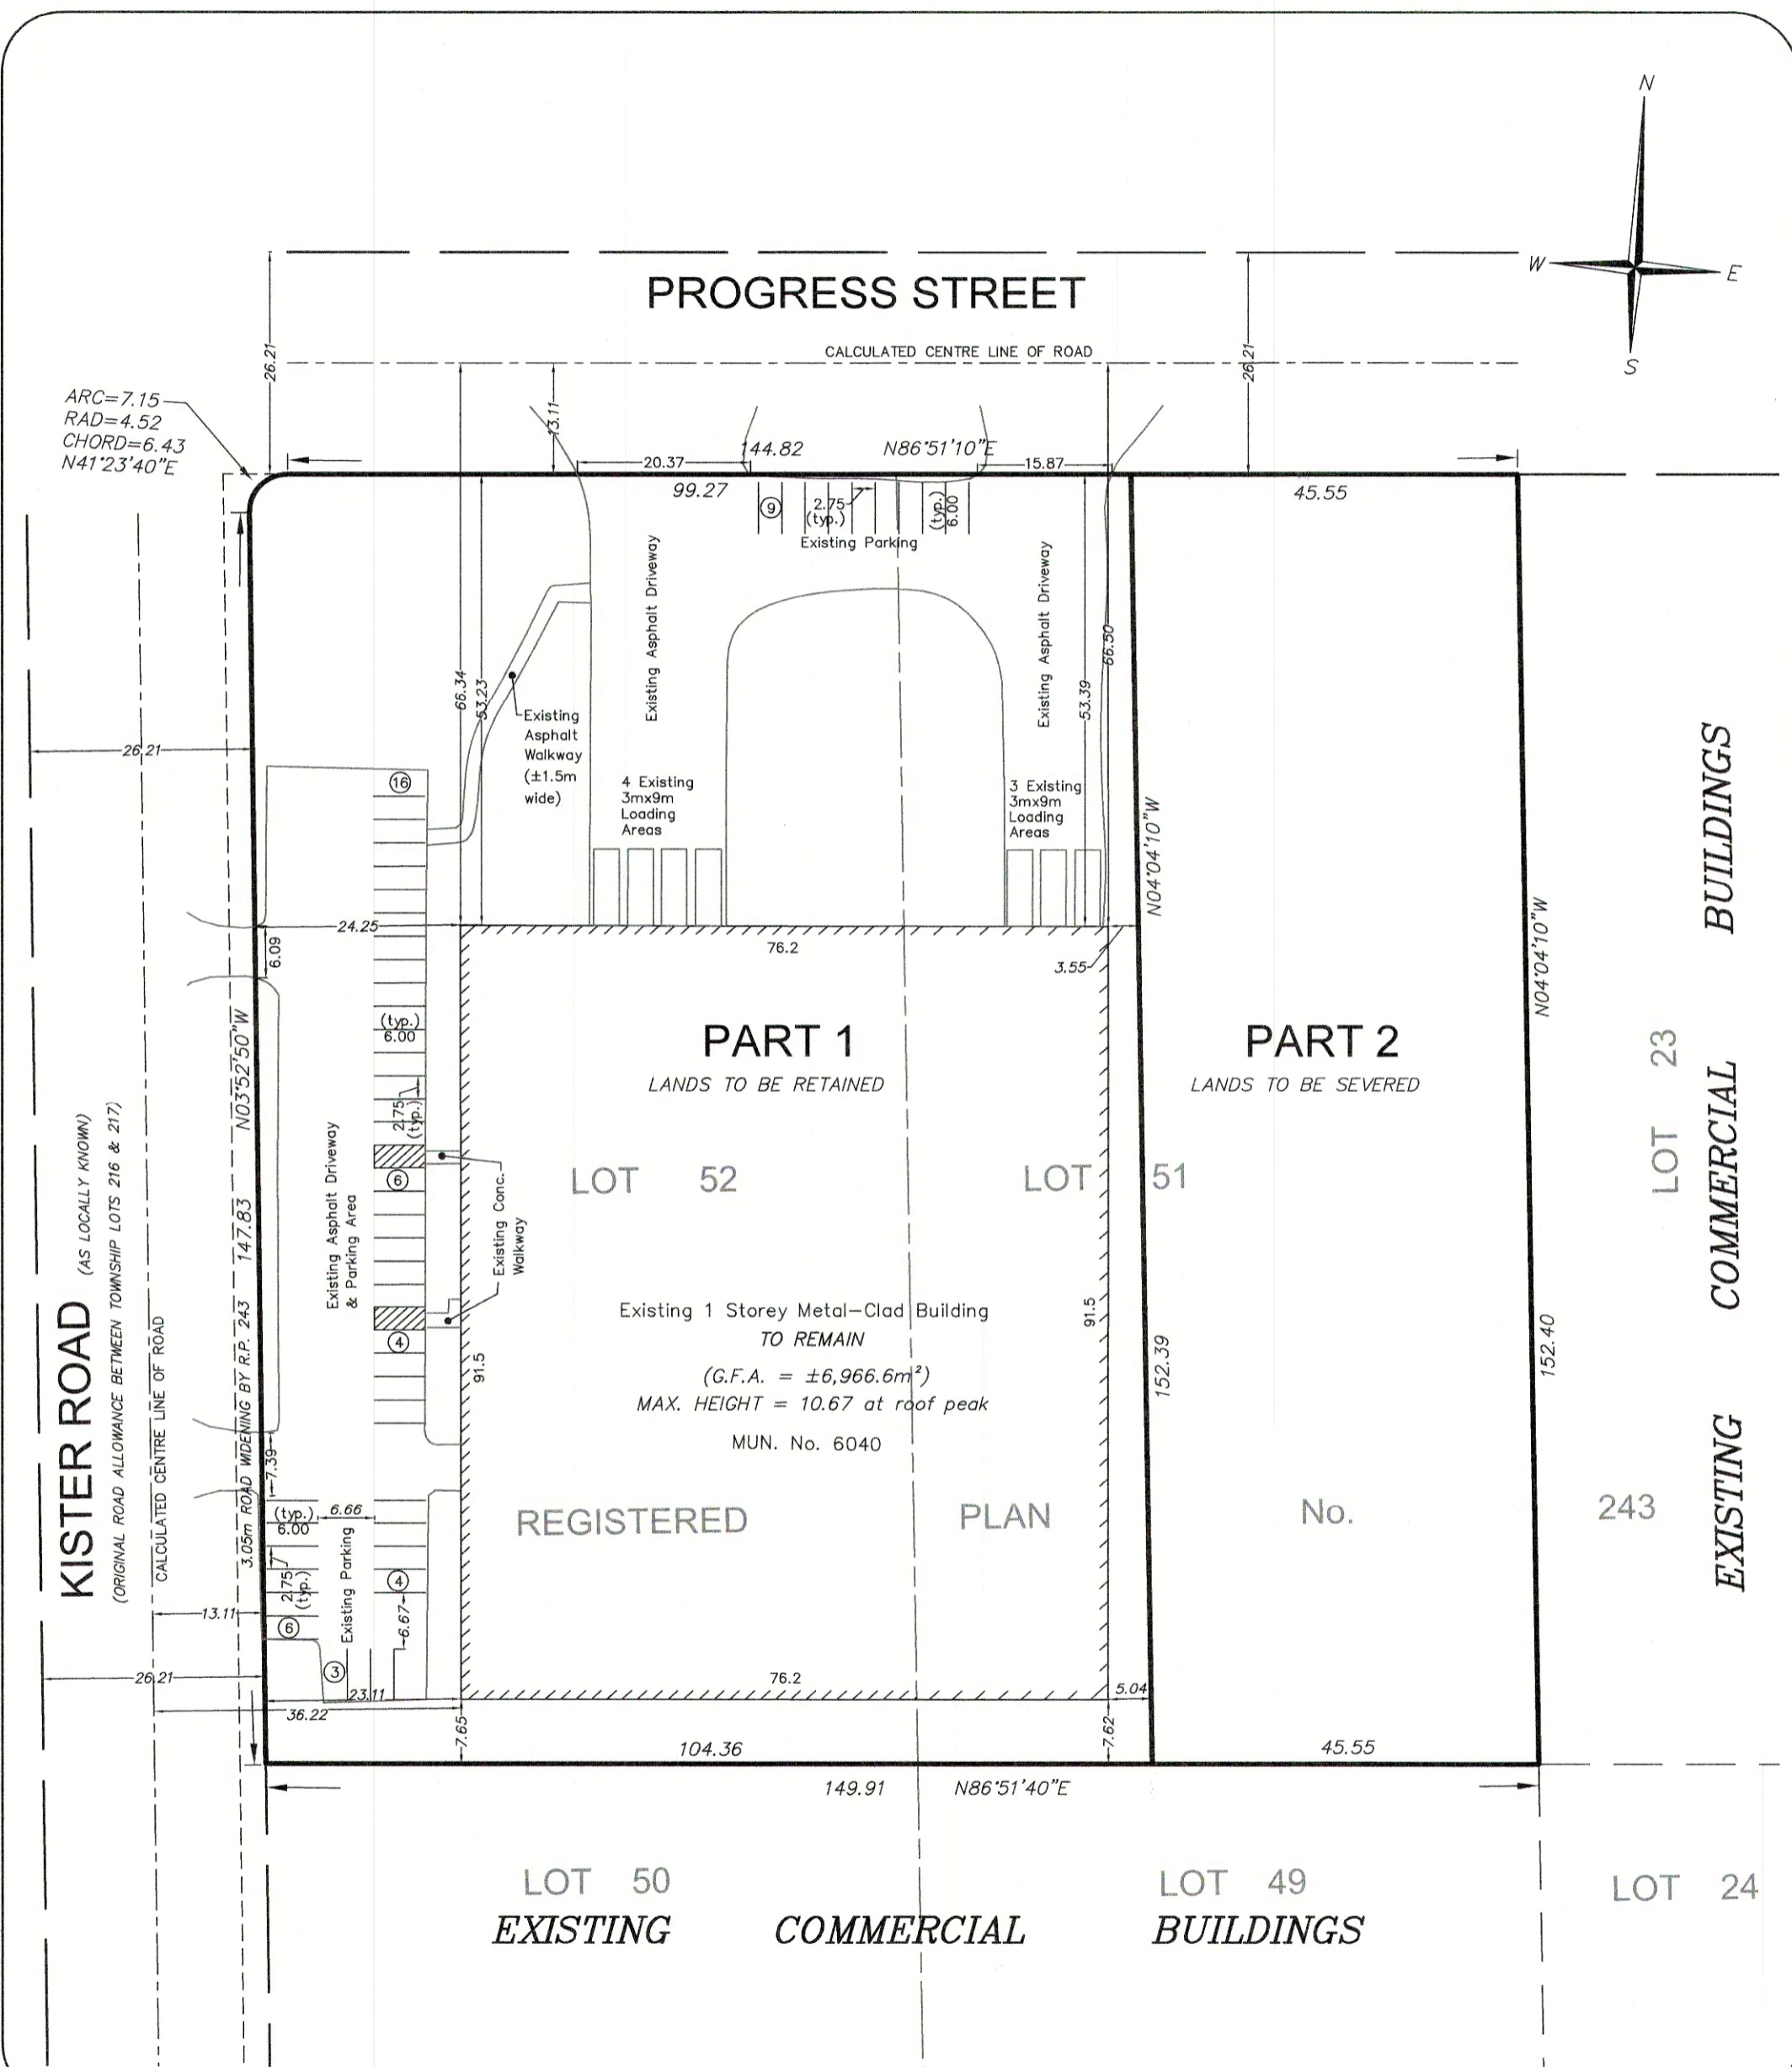 N
W
E
S
PROGRESS STREET
CALCULATED CENTRE LINE OF ROAD
26.21
26.21
13.11
ARC=7.15
RAD=4.52
CHORD=6.43
N41°23'40"E
144.82
N86°51'10"E
20.37
15.87
99.27
45.55
9
2.75
(typ.)
(typ.)
6.00
Existing Parking
Existing Asphalt Driveway
Existing Asphalt Driveway
66.34
53.23
53.39
66.50
Existing
Asphalt
Walkway
(±1.5m
wide)
26.21
16
4 Existing
3mx9m
Loading
Areas
3 Existing
3mx9m
Loading
Areas
N04°04'10"W
N04°04'10"W
24.25
6.09
76.2
3.55
PART 1
LANDS TO BE RETAINED
PART 2
LANDS TO BE SEVERED
(typ.)
6.00
2.75
(typ.)
6
4
LOT 52
LOT 51
LOT 23
EXISTING COMMERCIAL BUILDINGS
Existing Asphalt Driveway
& Parking Area
Existing Conc.
Walkway
Existing 1 Storey Metal-Clad Building
TO REMAIN
(G.F.A. = ±6,966.6m²)
MAX. HEIGHT = 10.67 at roof peak
MUN. No. 6040
91.5
91.5
152.39
152.40
KISTER ROAD (AS LOCALLY KNOWN)
(ORIGINAL ROAD ALLOWANCE BETWEEN TOWNSHIP LOTS 216 & 217)
CALCULATED CENTRE LINE OF ROAD
3.05m ROAD WIDENING BY R.P. 243
147.83
N03°52'50"W
7.39
(typ.)
6.00
6.66
2.75
(typ.)
Existing Parking
4
6.67
6
3
13.11
26.21
23.11
36.22
REGISTERED PLAN No. 243
76.2
5.04
7.65
7.62
104.36
45.55
149.91
N86°51'40"E
LOT 50
LOT 49
LOT 24
EXISTING COMMERCIAL BUILDINGS